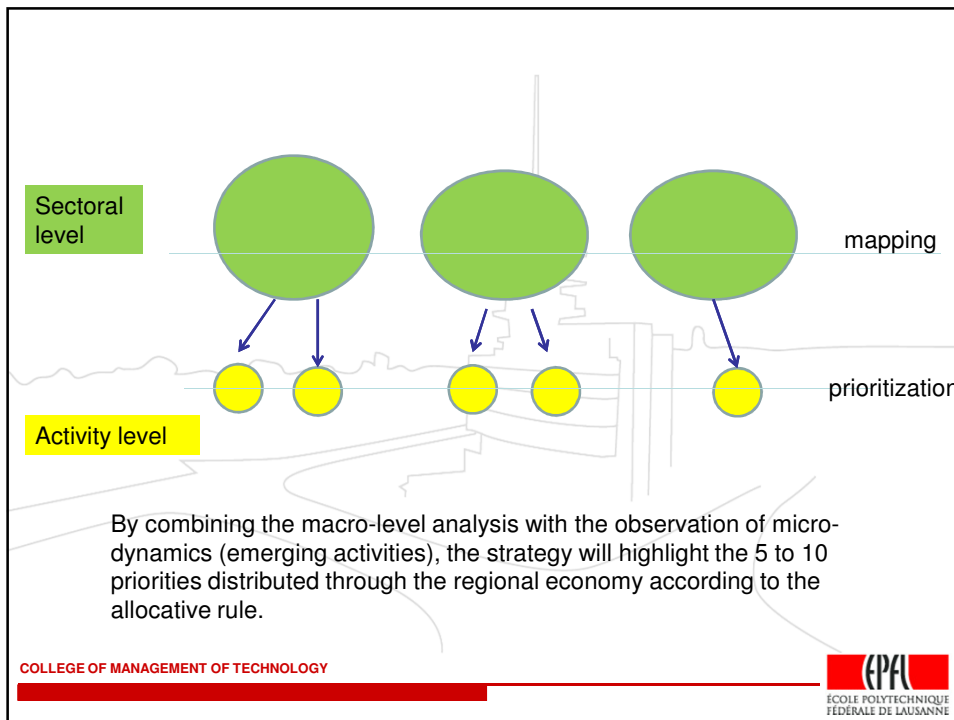 Sectoral
level
mapping
prioritization
Activity level
By combining the macro-level analysis with the observation of micro-
dynamics (emerging activities), the strategy will highlight the 5 to 10
priorities distributed through the regional economy according to the
allocative rule.
COLLEGE OF MANAGEMENT OF TECHNOLOGY
EPFL
ÉCOLE POLYTECHNIQUE
FÉDÉRALE DE LAUSANNE